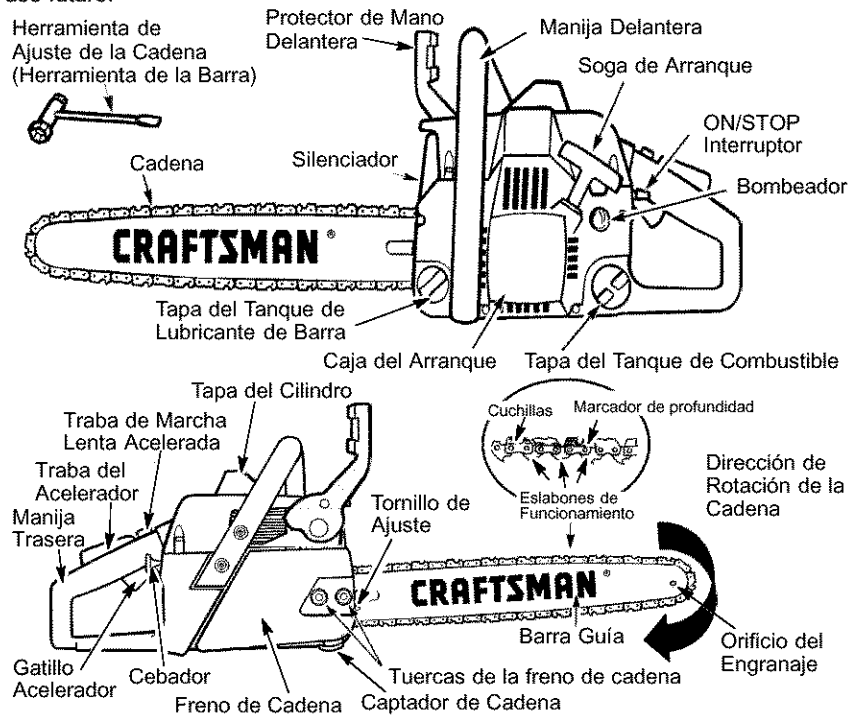 uso futuro.
Herramienta de
Ajuste de la Cadena
(Herramienta de la Barra)
Protector de Mano
Delantera
Manija Delantera
Soga de Arranque
ON/STOP
Interruptor
Bombeador
Cadena
Silenciador
CRAFTSMAN®
Tapa del Tanque de
Lubricante de Barra
Caja del Arranque
Tapa del Tanque de Combustible
Tapa del Cilindro
Traba de Marcha
Lenta Acelerada
Traba del
Acelerador
Manija
Trasera
Tornillo de
Ajuste
Cuchillas
Marcador de profundidad
Eslabones de
Funcionamiento
Dirección de
Rotación de la
Cadena
CRAFTSMAN®
Barra Guía
Orificio del
Engranaje
Gatillo
Acelerador
Cebador
Freno de Cadena
Tuercas de la freno de cadena
Captador de Cadena